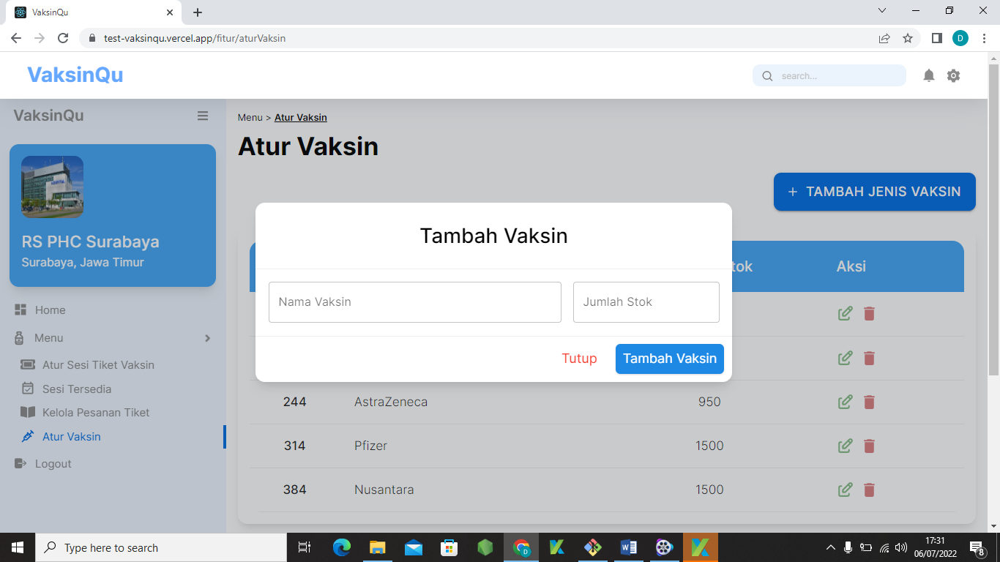 VaksinQu
test-vaksinqu.vercel.app/fitur/aturVaksin
D
VaksinQu
search...
VaksinQu
RS PHC Surabaya
Surabaya, Jawa Timur
Home
Menu
Atur Sesi Tiket Vaksin
Sesi Tersedia
Kelola Pesanan Tiket
Atur Vaksin
Logout
Menu > Atur Vaksin
Atur Vaksin
+ TAMBAH JENIS VAKSIN
tok Aksi
Tambah Vaksin
Nama Vaksin Jumlah Stok
Tutup Tambah Vaksin
244 AstraZeneca 950
314 Pfizer 1500
384 Nusantara 1500
Type here to search
D
17:31
06/07/2022
8